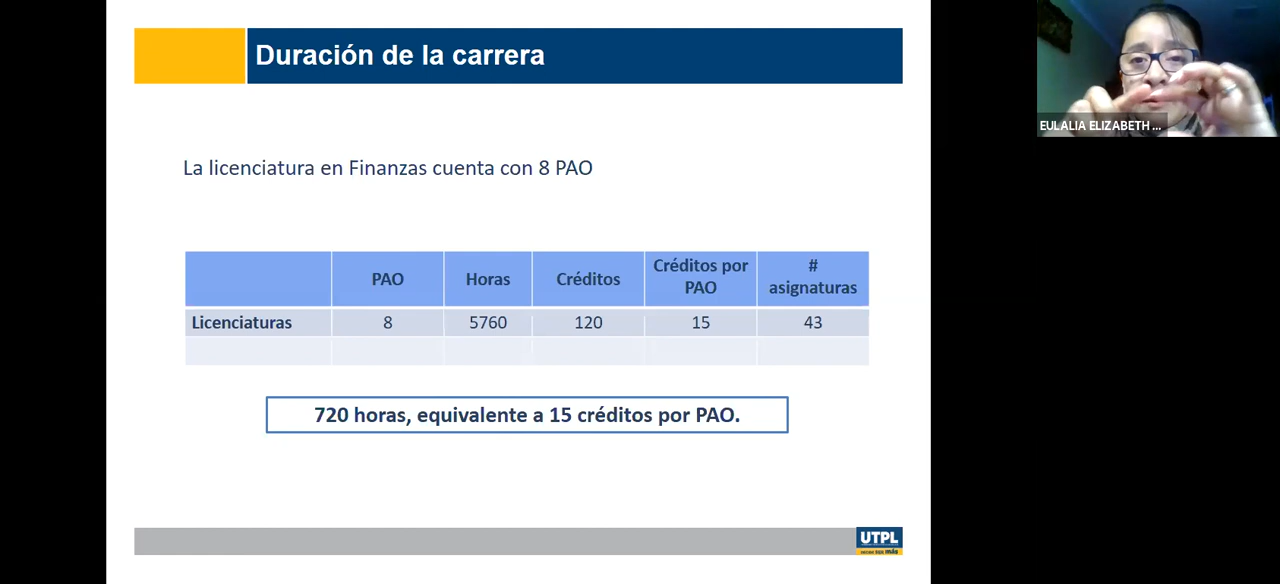 Duración de la carrera
EULALIA ELIZABETH ...
La licenciatura en Finanzas cuenta con 8 PAO
PAO Horas Créditos Créditos por PAO # asignaturas
Licenciaturas 8 5760 120 15 43
720 horas, equivalente a 15 créditos por PAO.
UTPL